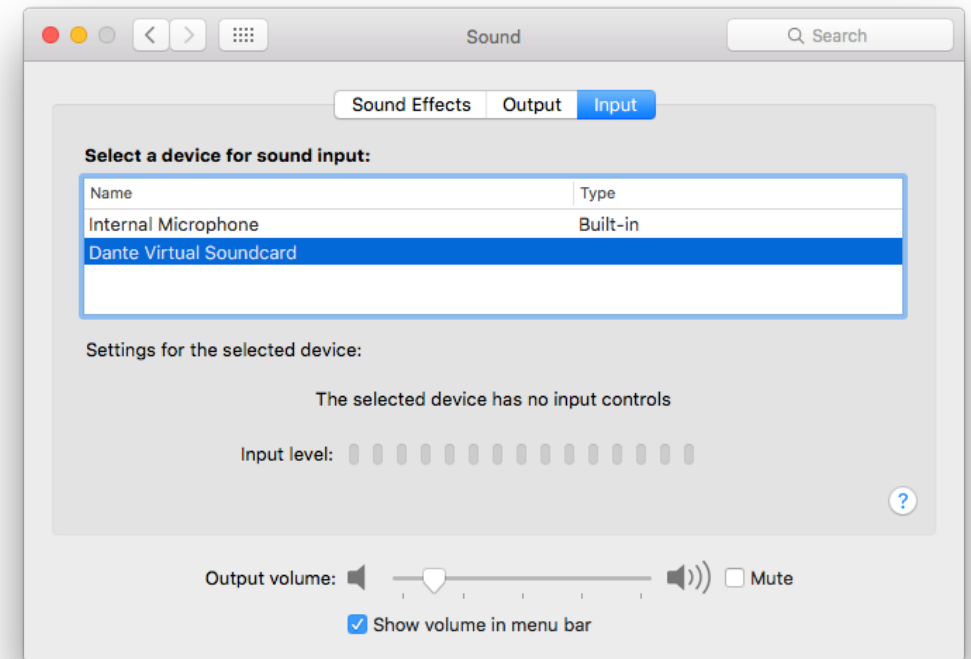 Sound
Search
Sound Effects Output Input
Select a device for sound input:
Name Type
Internal Microphone Built-in
Dante Virtual Soundcard
Settings for the selected device:
The selected device has no input controls
Input level:
?
Output volume: Mute
Show volume in menu bar